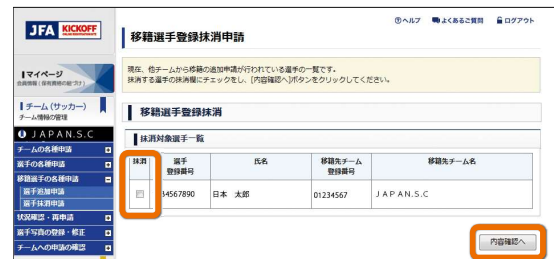 ヘルプ よくあるご質問 ログアウト
JFA KICKOFF
移籍選手登録抹消申請
現在、他チームから移籍の追加申請が行われている選手の一覧です。
抹消する選手の抹消欄にチェックをし、[内容確認へ]ボタンをクリックしてください。
マイページ
チーム (サッカー)
チーム情報の管理
JAPAN.S.C
チームの各種申請
選手の各種申請
移籍選手の各種申請
選手追加申請
選手抹消申請
状況確認・再申請
選手写真の登録・修正
チームへの申請の確認
移籍選手登録抹消
抹消対象選手一覧
抹消 選手登録番号 氏名 移籍先チーム登録番号 移籍先チーム名
34567890 日本 太郎 01234567 JAPAN.S.C
内容確認へ